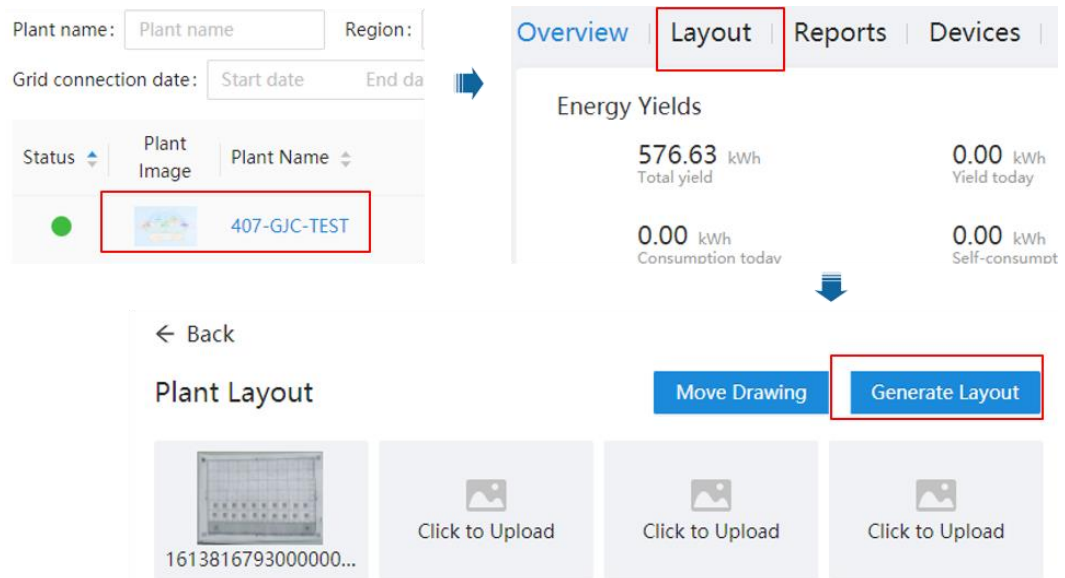 Plant name: Plant name Region:
Grid connection date: Start date End da
Status Plant Image Plant Name
407-GJC-TEST
Overview Layout Reports Devices
Energy Yields
576.63 kWh 0.00 kWh
Total yield Yield today
0.00 kWh 0.00 kWh
Consumption today Self-consumpt
← Back
Plant Layout Move Drawing Generate Layout
Click to Upload Click to Upload Click to Upload
1613816793000000...